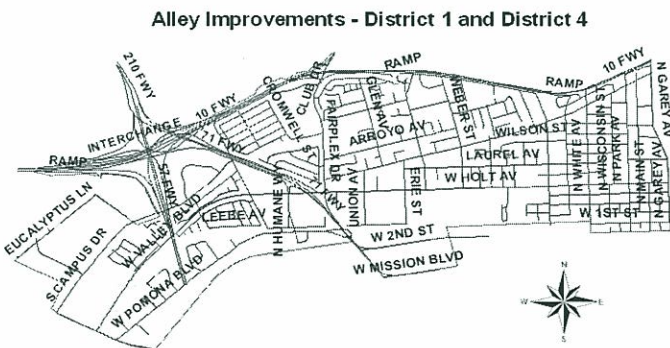 Alley Improvements - District 1 and District 4
210 FWY
INTERCHANGE
10 FWY
RAMP
CROMWELL ST
CLUB DR
RAMP
FAIRPLEX DR
GLEN AV
ARROYO AV
WEBER ST
RAMP
10 FWY
N GAREY AV
WILSON ST
LAUREL AV
W HOLT AV
N WHITE AV
N WISCONSIN ST
N PARK AV
N MAIN ST
N GAREY AV
57 FWY
71 FWY
EUCALYPTUS LN
S CAMPUS DR
W VALLEY BLVD
LEEBE AV
N HUMANE W
FWY
UNION AV
ERIE ST
W 1ST ST
W 2ND ST
W MISSION BLVD
W POMONA BLVD
N
W
E
S